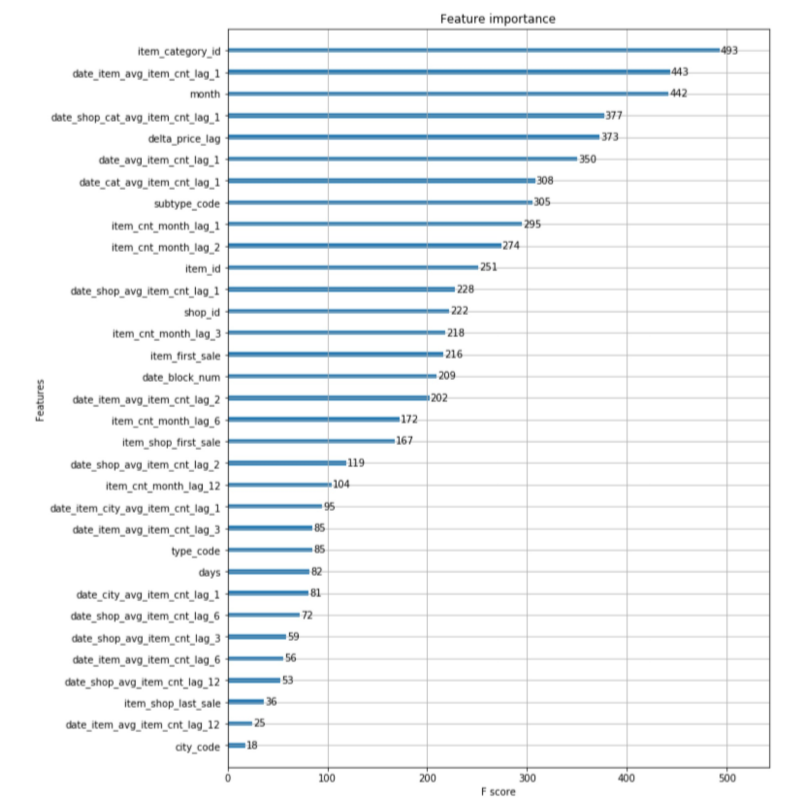 Feature importance
item_category_id 493
date_item_avg_item_cnt_lag_1 443
month 442
date_shop_cat_avg_item_cnt_lag_1 377
delta_price_lag 373
date_avg_item_cnt_lag_1 350
date_cat_avg_item_cnt_lag_1 308
subtype_code 305
item_cnt_month_lag_1 295
item_cnt_month_lag_2 274
item_id 251
date_shop_avg_item_cnt_lag_1 228
shop_id 222
item_cnt_month_lag_3 218
item_first_sale 216
date_block_num 209
date_item_avg_item_cnt_lag_2 202
item_cnt_month_lag_6 172
item_shop_first_sale 167
date_shop_avg_item_cnt_lag_2 119
item_cnt_month_lag_12 104
date_item_city_avg_item_cnt_lag_1 95
date_item_avg_item_cnt_lag_3 85
type_code 85
days 82
date_city_avg_item_cnt_lag_1 81
date_shop_avg_item_cnt_lag_6 72
date_shop_avg_item_cnt_lag_3 59
date_item_avg_item_cnt_lag_6 56
date_shop_avg_item_cnt_lag_12 53
item_shop_last_sale 36
date_item_avg_item_cnt_lag_12 25
city_code 18
Features
0 100 200 300 400 500
F score